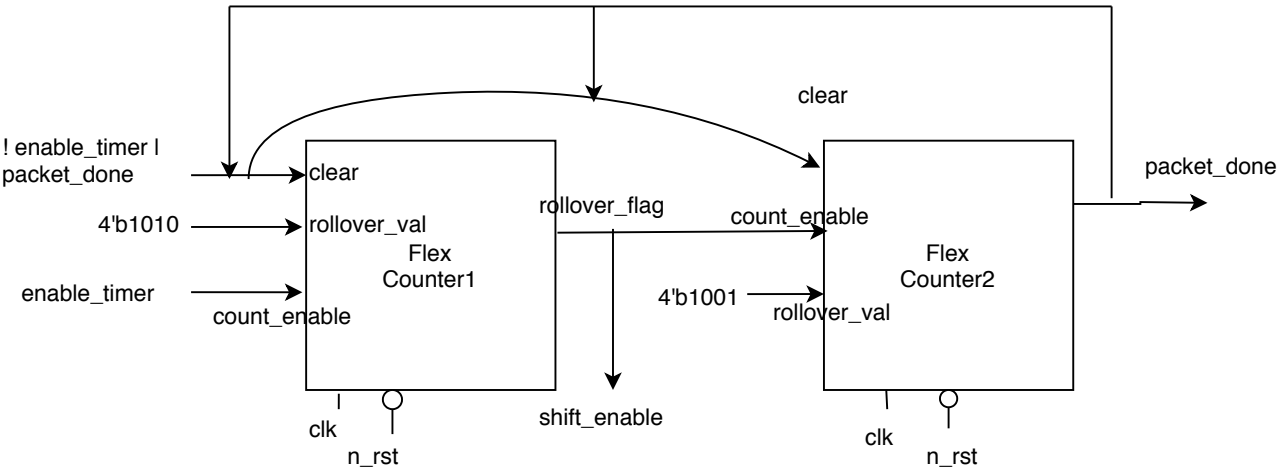 clear
! enable_timer |
packet_done
clear
packet_done
4'b1010
rollover_val
rollover_flag
count_enable
Flex
Counter1
Flex
Counter2
enable_timer
count_enable
4'b1001
rollover_val
shift_enable
clk
n_rst
clk
n_rst